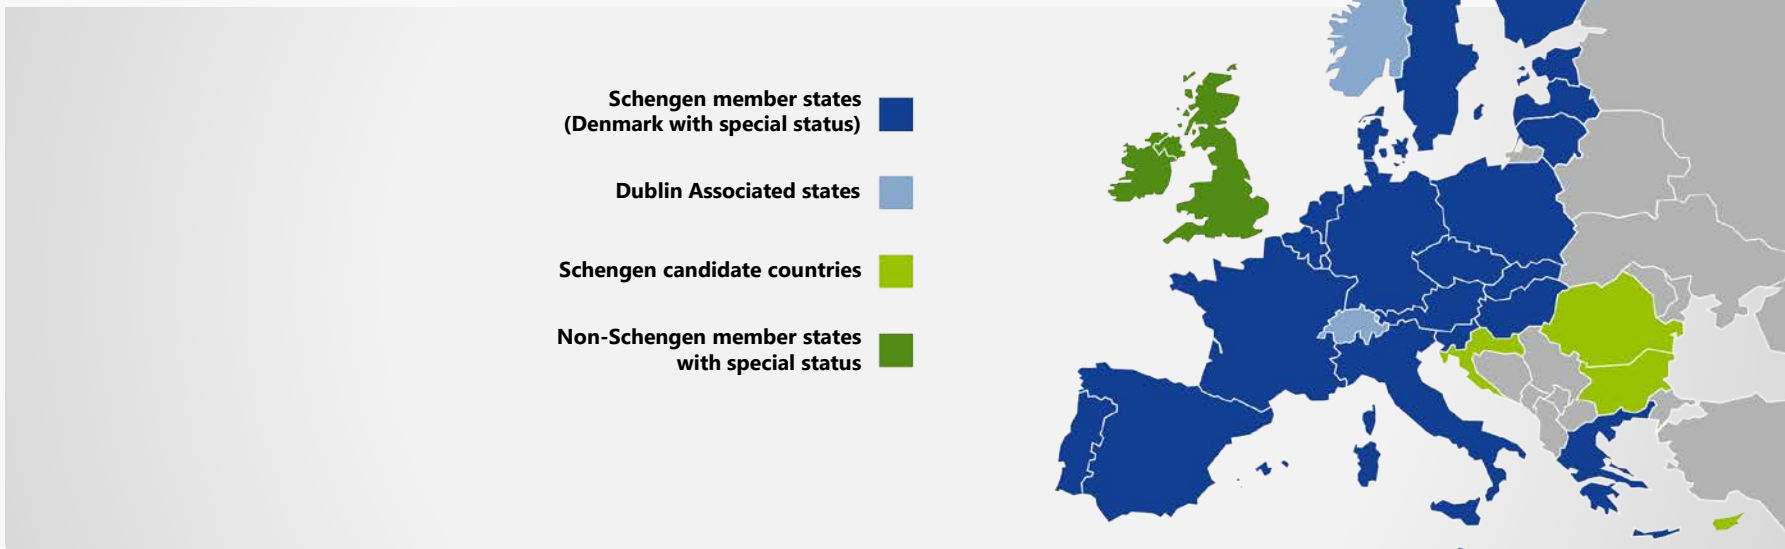 Schengen member states
(Denmark with special status)
Dublin Associated states
Schengen candidate countries
Non-Schengen member states
with special status